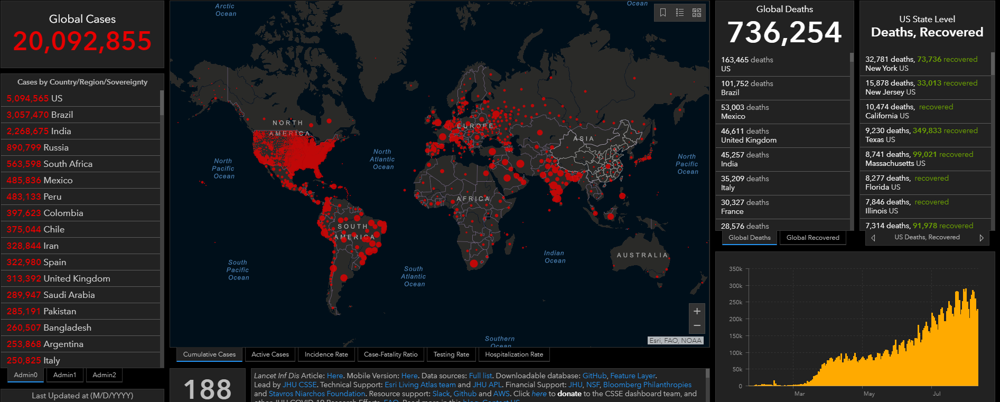 Global Cases
20,092,855
Cases by Country/Region/Sovereignty
5,094,565 US
3,057,470 Brazil
2,268,675 India
890,799 Russia
563,598 South Africa
485,836 Mexico
483,133 Peru
397,623 Colombia
375,044 Chile
328,844 Iran
322,980 Spain
313,392 United Kingdom
289,947 Saudi Arabia
285,191 Pakistan
260,507 Bangladesh
253,868 Argentina
250,825 Italy
Admin0 Admin1 Admin2
Last Updated at (M/D/YYYY)
Arctic
Ocean
Ocean
NORTH
AMERICA
EUROPE
ASIA
North
Pacific
Ocean
North
Atlantic
Ocean
North
Pacific
Ocean
AFRICA
SOUTH
AMERICA
AUSTRALIA
South
Pacific
Ocean
South
Atlantic
Ocean
Indian
Ocean
Southern
Ocean
+
−
Esri, FAO, NOAA
Cumulative Cases Active Cases Incidence Rate Case-Fatality Ratio Testing Rate Hospitalization Rate
188
Lancet Inf Dis Article: Here. Mobile Version: Here. Data sources: Full list. Downloadable database: GitHub, Feature Layer.
Lead by JHU CSSE. Technical Support: Esri Living Atlas team and JHU APL. Financial Support: JHU, NSF, Bloomberg Philanthropies
and Stavros Niarchos Foundation. Resource support: Slack, Github and AWS. Click here to donate to the CSSE dashboard team, and
other JHU COVID-19 Research Efforts. FAQ. Read more in this blog. Contact US.
Global Deaths
736,254
163,465 deaths
US
101,752 deaths
Brazil
53,003 deaths
Mexico
46,611 deaths
United Kingdom
45,257 deaths
India
35,209 deaths
Italy
30,327 deaths
France
28,576 deaths
Global Deaths Global Recovered
US State Level
Deaths, Recovered
32,781 deaths, 73,736 recovered
New York US
15,878 deaths, 33,013 recovered
New Jersey US
10,474 deaths, recovered
California US
9,230 deaths, 349,833 recovered
Texas US
8,741 deaths, 99,021 recovered
Massachusetts US
8,277 deaths, recovered
Florida US
7,846 deaths, recovered
Illinois US
7,314 deaths, 91,978 recovered
US Deaths, Recovered
350k
300k
250k
200k
150k
100k
50k
0
Mar May Jul